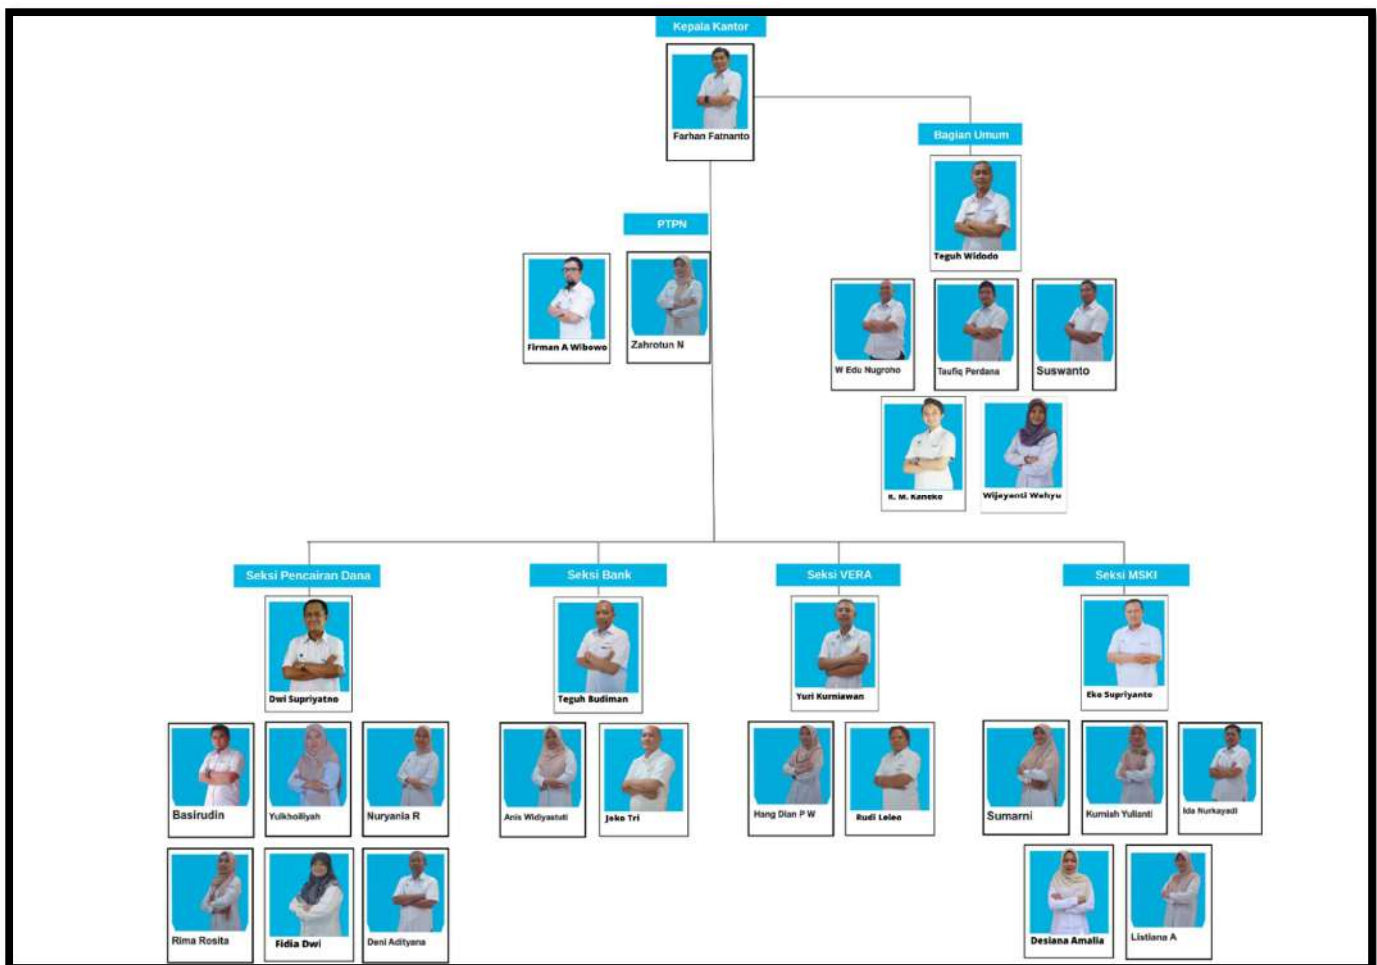 Kepala Kantor
Farhan Fatnanto
Bagian Umum
Teguh Widodo
PTPN
Firman A Wibowo
Zahrotun N
W Edu Nugroho
Taufiq Perdana
Suswanto
R. M. Kaneko
Wijayanti Wahyu
Seksi Pencairan Dana
Seksi Bank
Seksi VERA
Seksi MSKI
Dwi Supriyatno
Teguh Budiman
Yuri Kurniawan
Eko Supriyanto
Basirudin
Yulkhoiliyah
Nuryania R
Anis Widiyastuti
Joko Tri
Hang Dian P W
Rudi Leleo
Sumarni
Kurniah Yulianti
Ida Nurkayadi
Rima Rosita
Fidia Dwi
Deni Adityana
Desiana Amalia
Listiana A